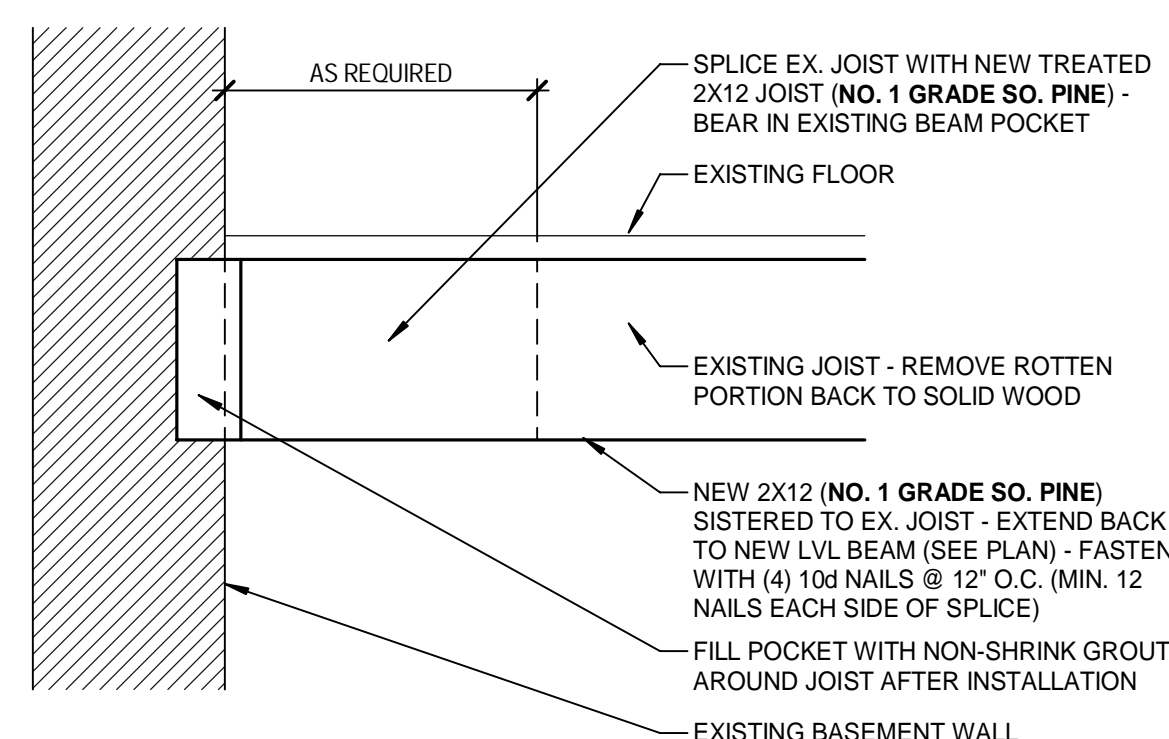 AS REQUIRED
SPLICE EX. JOIST WITH NEW TREATED
2X12 JOIST (NO. 1 GRADE SO. PINE) -
BEAR IN EXISTING BEAM POCKET
EXISTING FLOOR
EXISTING JOIST - REMOVE ROTTEN
PORTION BACK TO SOLID WOOD
NEW 2X12 (NO. 1 GRADE SO. PINE)
SISTERED TO EX. JOIST - EXTEND BACK
TO NEW LVL BEAM (SEE PLAN) - FASTEN
WITH (4) 10d NAILS @ 12" O.C. (MIN. 12
NAILS EACH SIDE OF SPLICE)
FILL POCKET WITH NON-SHRINK GROUT
AROUND JOIST AFTER INSTALLATION
EXISTING BASEMENT WALL